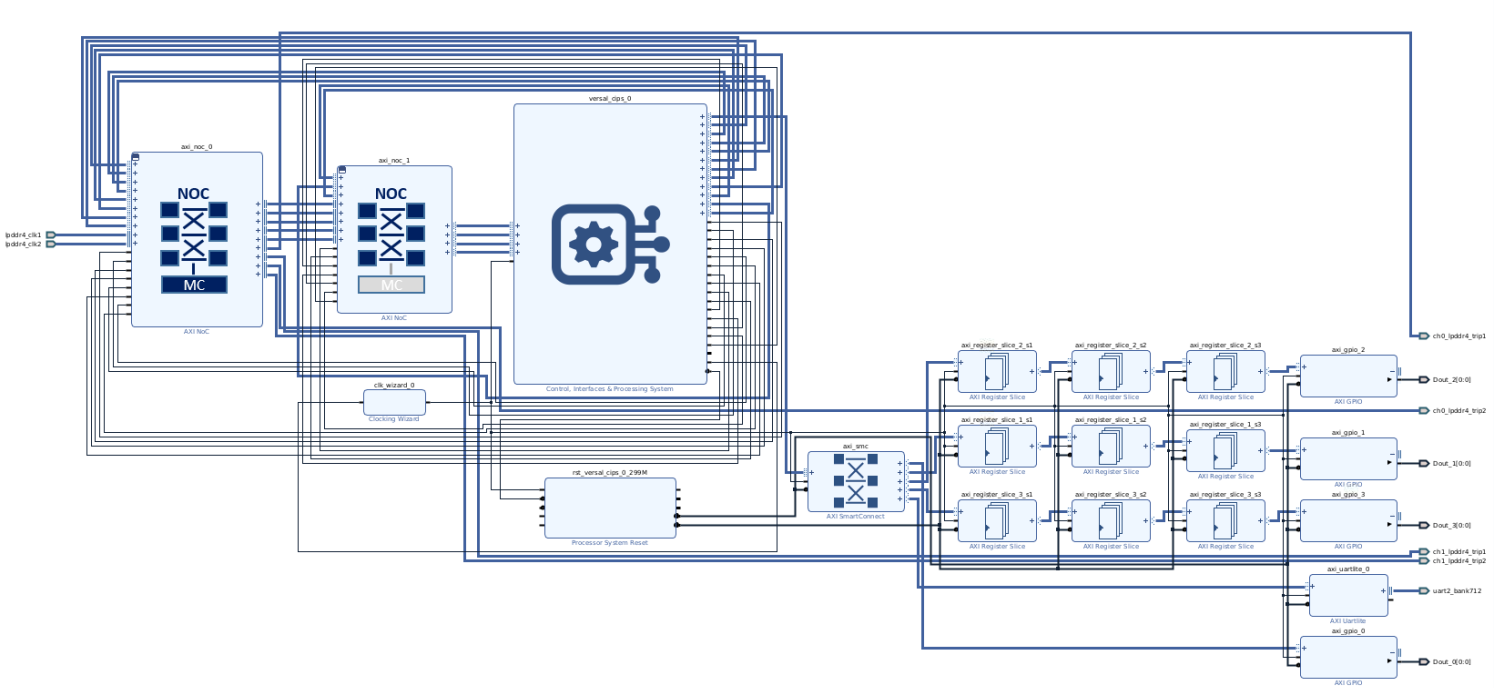 versal_cips_0
axi_noc_0
axi_noc_1
NOC
NOC
lpddr4_clk1
lpddr4_clk2
MC
MC
AXI NoC
AXI NoC
ch0_lpddr4_trip1
axi_register_slice_2_s1
axi_register_slice_2_s2
axi_register_slice_2_s3
axi_gpio_2
Dout_2[0:0]
clk_wizard_0
Control, Interfaces & Processing System
AXI Register Slice
AXI Register Slice
AXI Register Slice
AXI GPIO
ch0_lpddr4_trip2
Clocking Wizard
axi_register_slice_1_s1
axi_register_slice_1_s2
axi_register_slice_1_s3
axi_gpio_1
axi_smc
Dout_1[0:0]
rst_versal_cips_0_299M
AXI Register Slice
AXI Register Slice
AXI Register Slice
AXI GPIO
axi_register_slice_3_s1
axi_register_slice_3_s2
axi_register_slice_3_s3
axi_gpio_3
AXI SmartConnect
Dout_3[0:0]
Processor System Reset
AXI Register Slice
AXI Register Slice
AXI Register Slice
AXI GPIO
ch1_lpddr4_trip1
ch1_lpddr4_trip2
axi_uartlite_0
uart2_bank712
AXI Uartlite
axi_gpio_0
Dout_0[0:0]
AXI GPIO